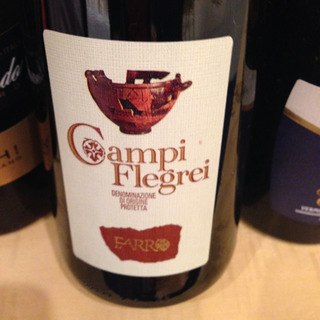 Campi
Flegrei
DENOMINAZIONE
DI ORIGINE
PROTETTA
FARRO